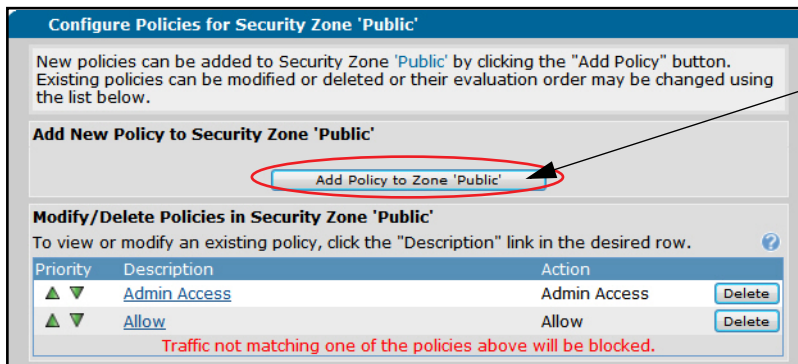 Configure Policies for Security Zone 'Public'
New policies can be added to Security Zone 'Public' by clicking the "Add Policy" button.
Existing policies can be modified or deleted or their evaluation order may be changed using
the list below.
Add New Policy to Security Zone 'Public'
Add Policy to Zone 'Public'
Modify/Delete Policies in Security Zone 'Public'
To view or modify an existing policy, click the "Description" link in the desired row. ?
Priority Description Action
Admin Access Admin Access Delete
Allow Allow Delete
Traffic not matching one of the policies above will be blocked.